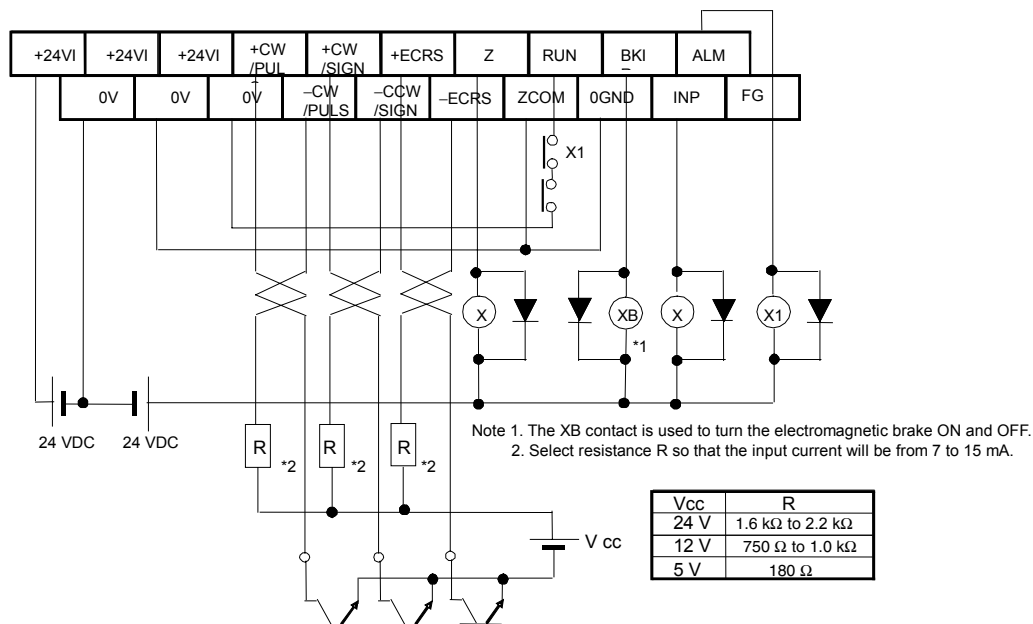 +24VI +24VI +24VI +CW /PUL +CW /SIGN +ECRS Z RUN BKI ALM
0V 0V 0V –CW /PULS –CCW /SIGN –ECRS ZCOM 0GND INP FG
X1
X XB X X1
*1
24 VDC 24 VDC
R *2 R *2 R *2
Note 1. The XB contact is used to turn the electromagnetic brake ON and OFF.
2. Select resistance R so that the input current will be from 7 to 15 mA.
V cc
Vcc R
24 V 1.6 kΩ to 2.2 kΩ
12 V 750 Ω to 1.0 kΩ
5 V 180 Ω